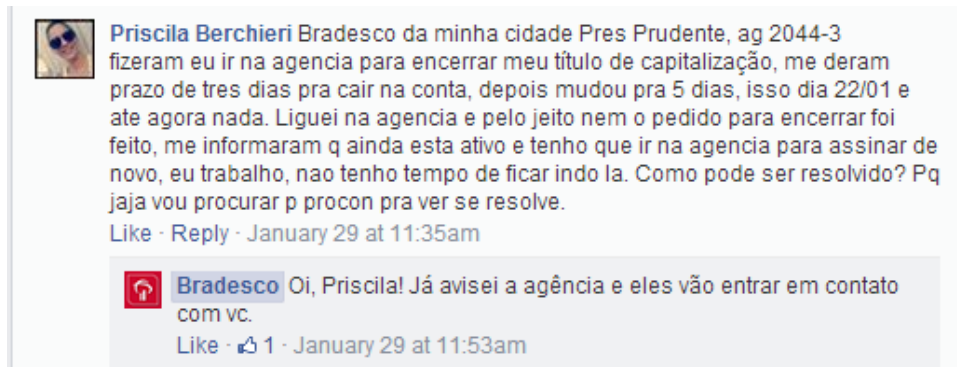 Priscila Berchieri Bradesco da minha cidade Pres Prudente, ag 2044-3
fizeram eu ir na agencia para encerrar meu título de capitalização, me deram
prazo de tres dias pra cair na conta, depois mudou pra 5 dias, isso dia 22/01 e
ate agora nada. Liguei na agencia e pelo jeito nem o pedido para encerrar foi
feito, me informaram q ainda esta ativo e tenho que ir na agencia para assinar de
novo, eu trabalho, nao tenho tempo de ficar indo la. Como pode ser resolvido? Pq
jaja vou procurar p procon pra ver se resolve.
Like · Reply · January 29 at 11:35am
Bradesco Oi, Priscila! Já avisei a agência e eles vão entrar em contato
com vc.
Like · 1 · January 29 at 11:53am